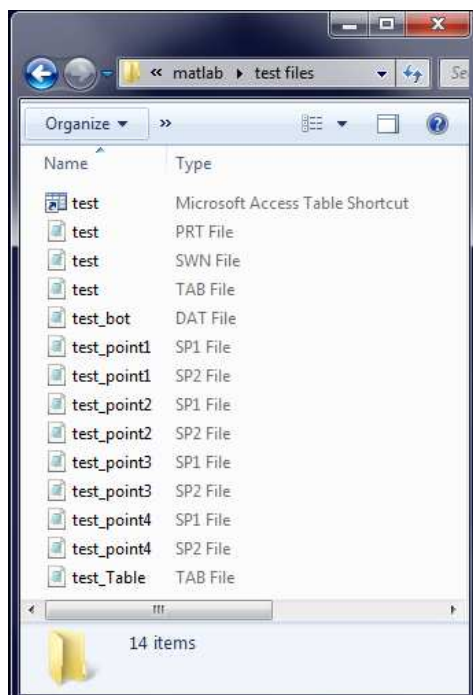 « matlab ▸ test files Se
Organize ▾ »
Name Type
test Microsoft Access Table Shortcut
test PRT File
test SWN File
test TAB File
test_bot DAT File
test_point1 SP1 File
test_point1 SP2 File
test_point2 SP1 File
test_point2 SP2 File
test_point3 SP1 File
test_point3 SP2 File
test_point4 SP1 File
test_point4 SP2 File
test_Table TAB File
14 items